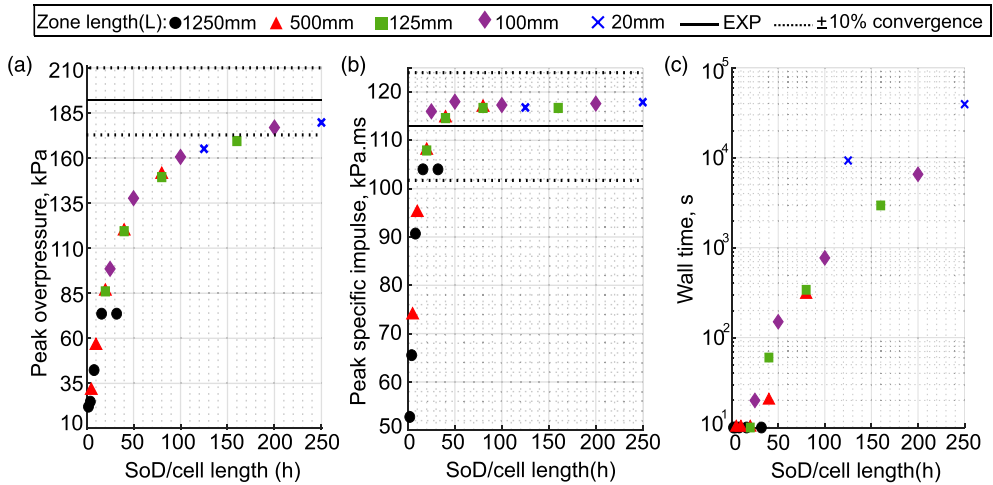 Zone length(L): 1250mm 500mm 125mm 100mm 20mm EXP ±10% convergence
(a) (b) (c)
210 185 160 135 110 85 60 35 10
Peak overpressure, kPa
0 50 100 150 200 250
SoD/cell length (h)
120 110 100 90 80 70 60 50
Peak specific impulse, kPa.ms
0 50 100 150 200 250
SoD/cell length(h)
10^5 10^4 10^3 10^2 10^1
Wall time, s
0 50 100 150 200 250
SoD/cell length(h)